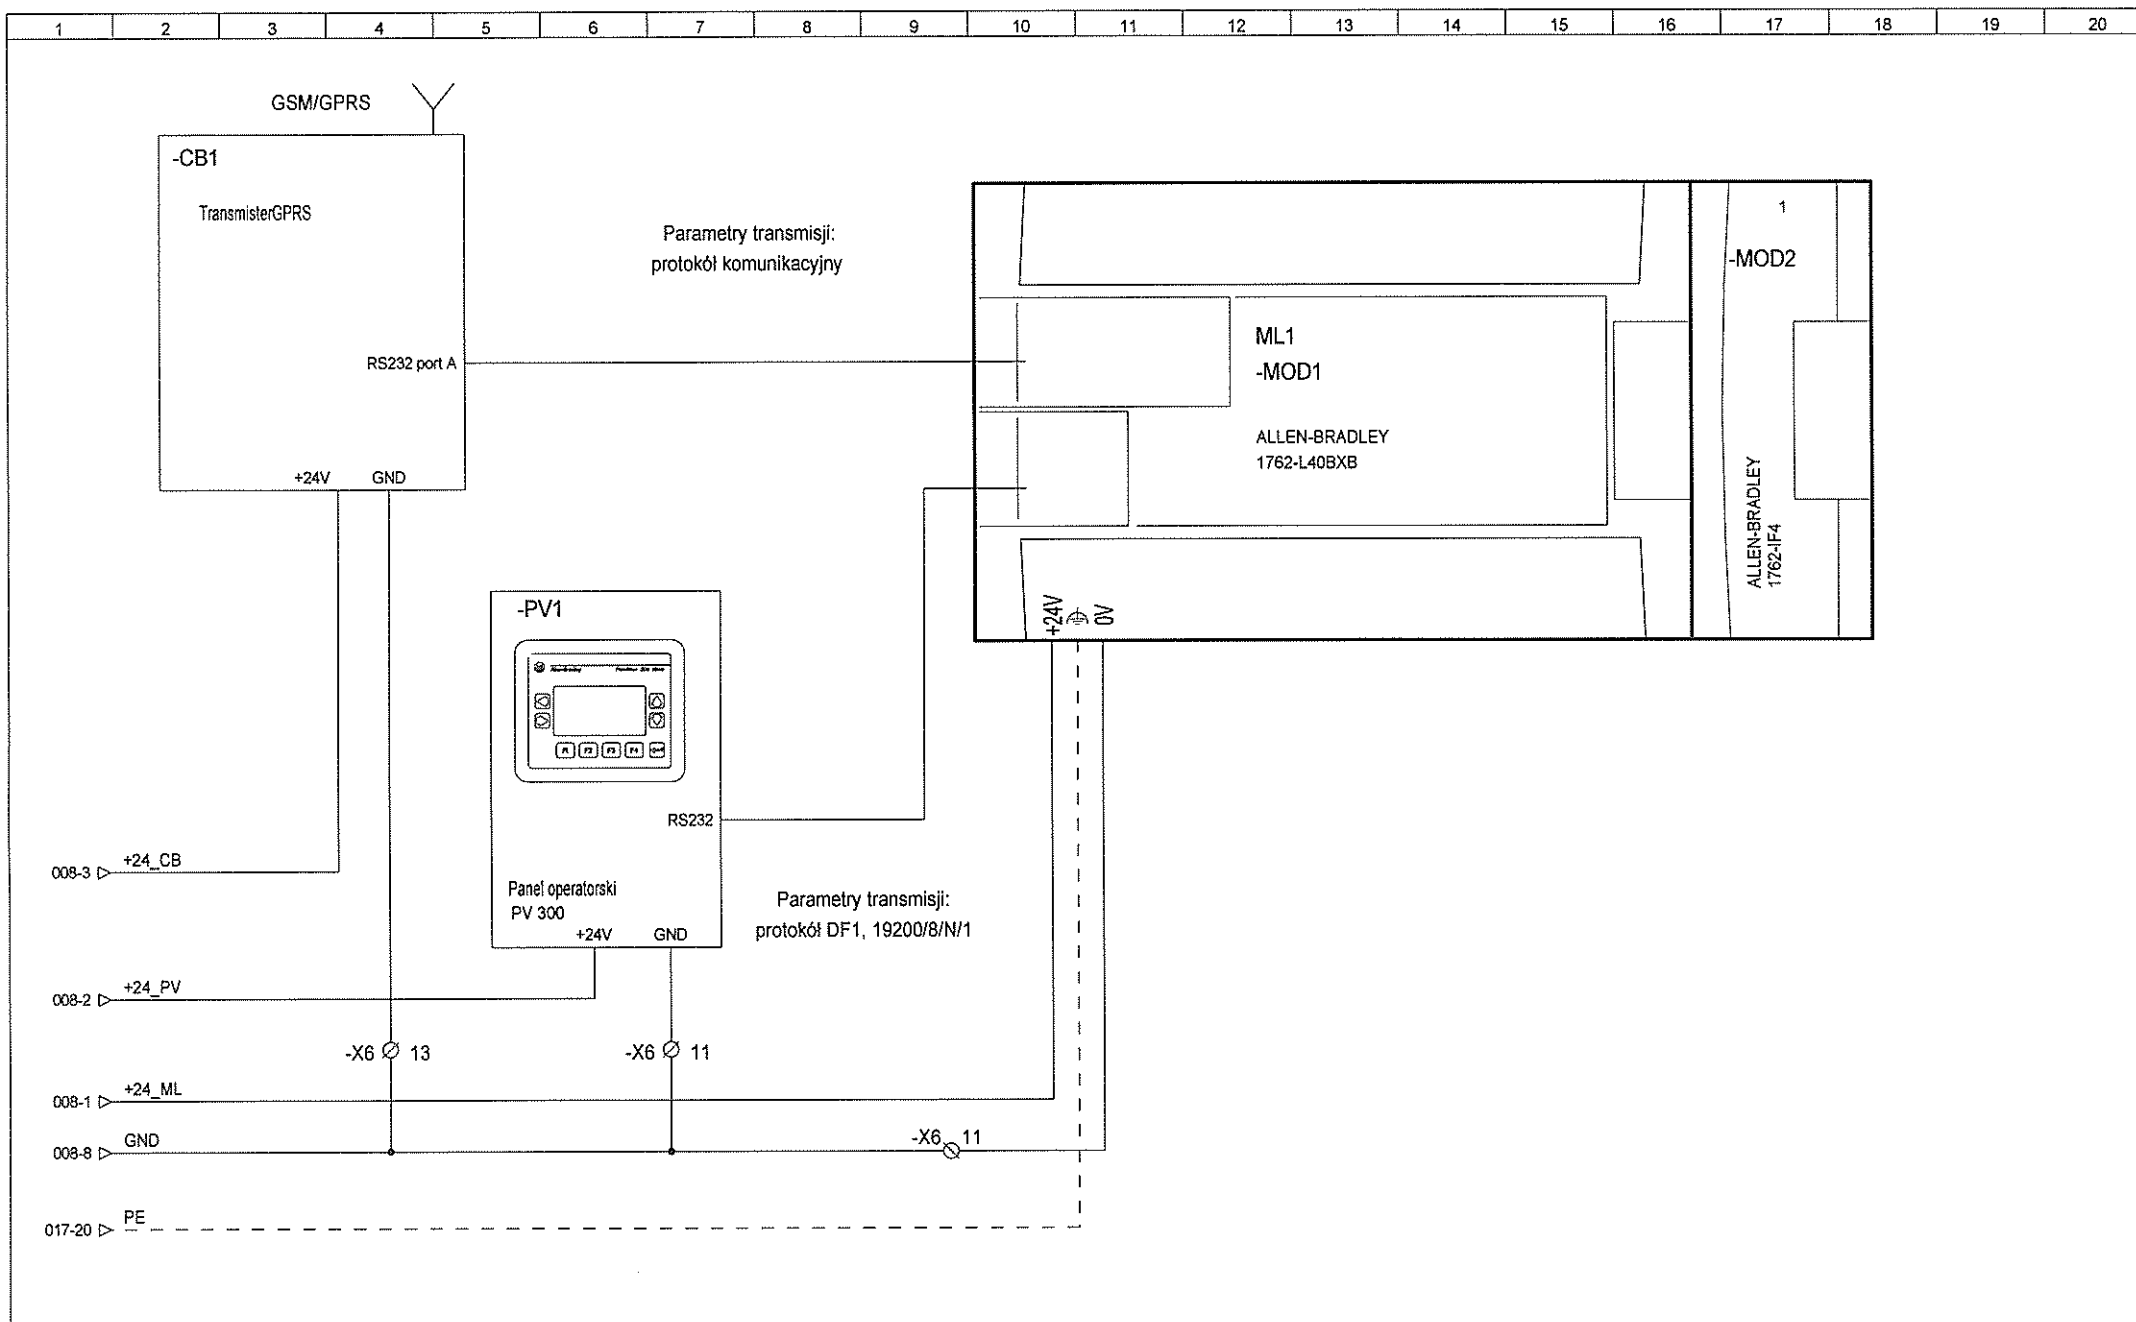 1 2 3 4 5 6 7 8 9 10 11 12 13 14 15 16 17 18 19 20
GSM/GPRS
-CB1
TransmisterGPRS
RS232 port A
+24V GND
Parametry transmisji:
protokół komunikacyjny
ML1
-MOD1
ALLEN-BRADLEY
1762-L40BXB
+24V 0V
1
-MOD2
ALLEN-BRADLEY
1762-IF4
-PV1
F2 F3 F4
RS232
Panel operatorski
PV 300
+24V GND
Parametry transmisji:
protokół DF1, 19200/8/N/1
008-3 +24_CB
008-2 +24_PV
-X6 13
-X6 11
008-1 +24_ML
008-8 GND
-X6 11
017-20 PE